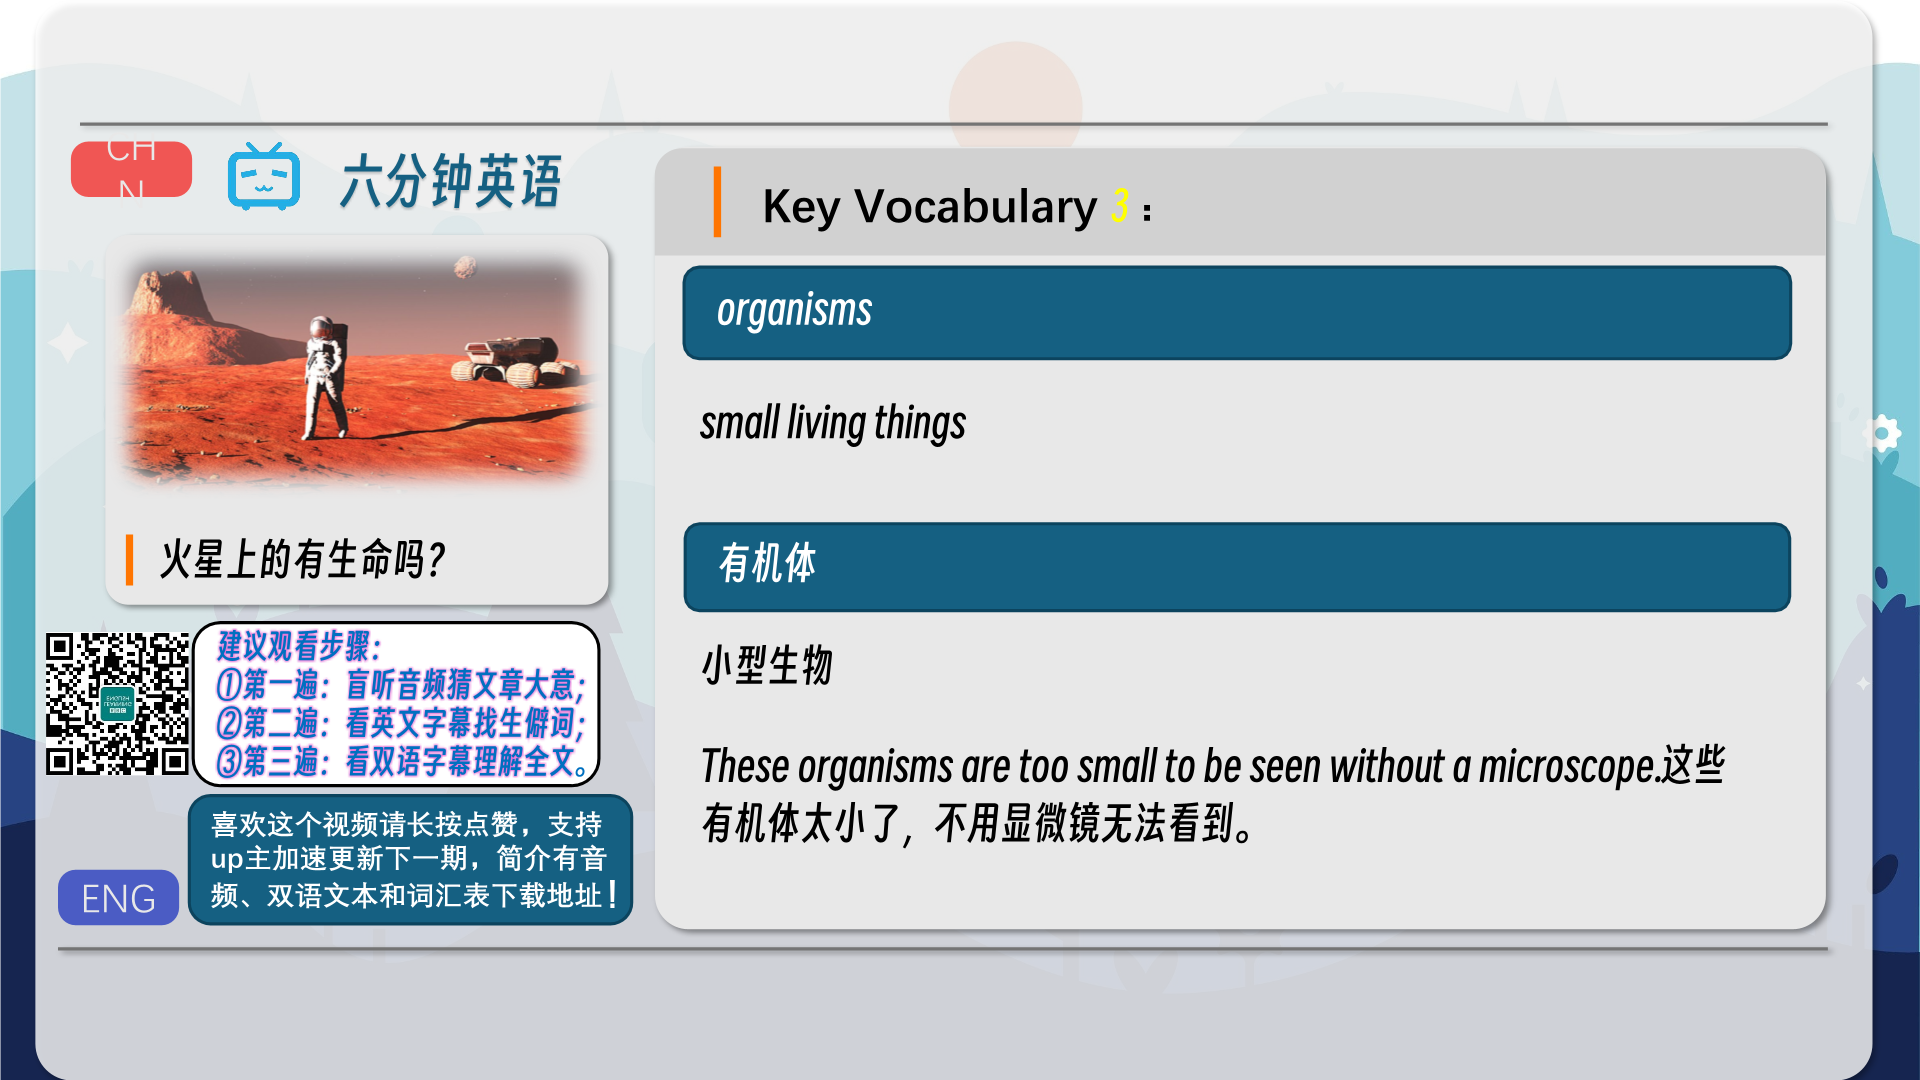 CHN
六分钟英语
火星上的有生命吗?
建议观看步骤：
①第一遍：盲听音频猜文章大意；
②第二遍：看英文字幕找生僻词；
③第三遍：看双语字幕理解全文。
喜欢这个视频请长按点赞，支持
up主加速更新下一期，简介有音
频、双语文本和词汇表下载地址！
ENG
Key Vocabulary 3：
organisms
small living things
有机体
小型生物
These organisms are too small to be seen without a microscope.这些
有机体太小了，不用显微镜无法看到。